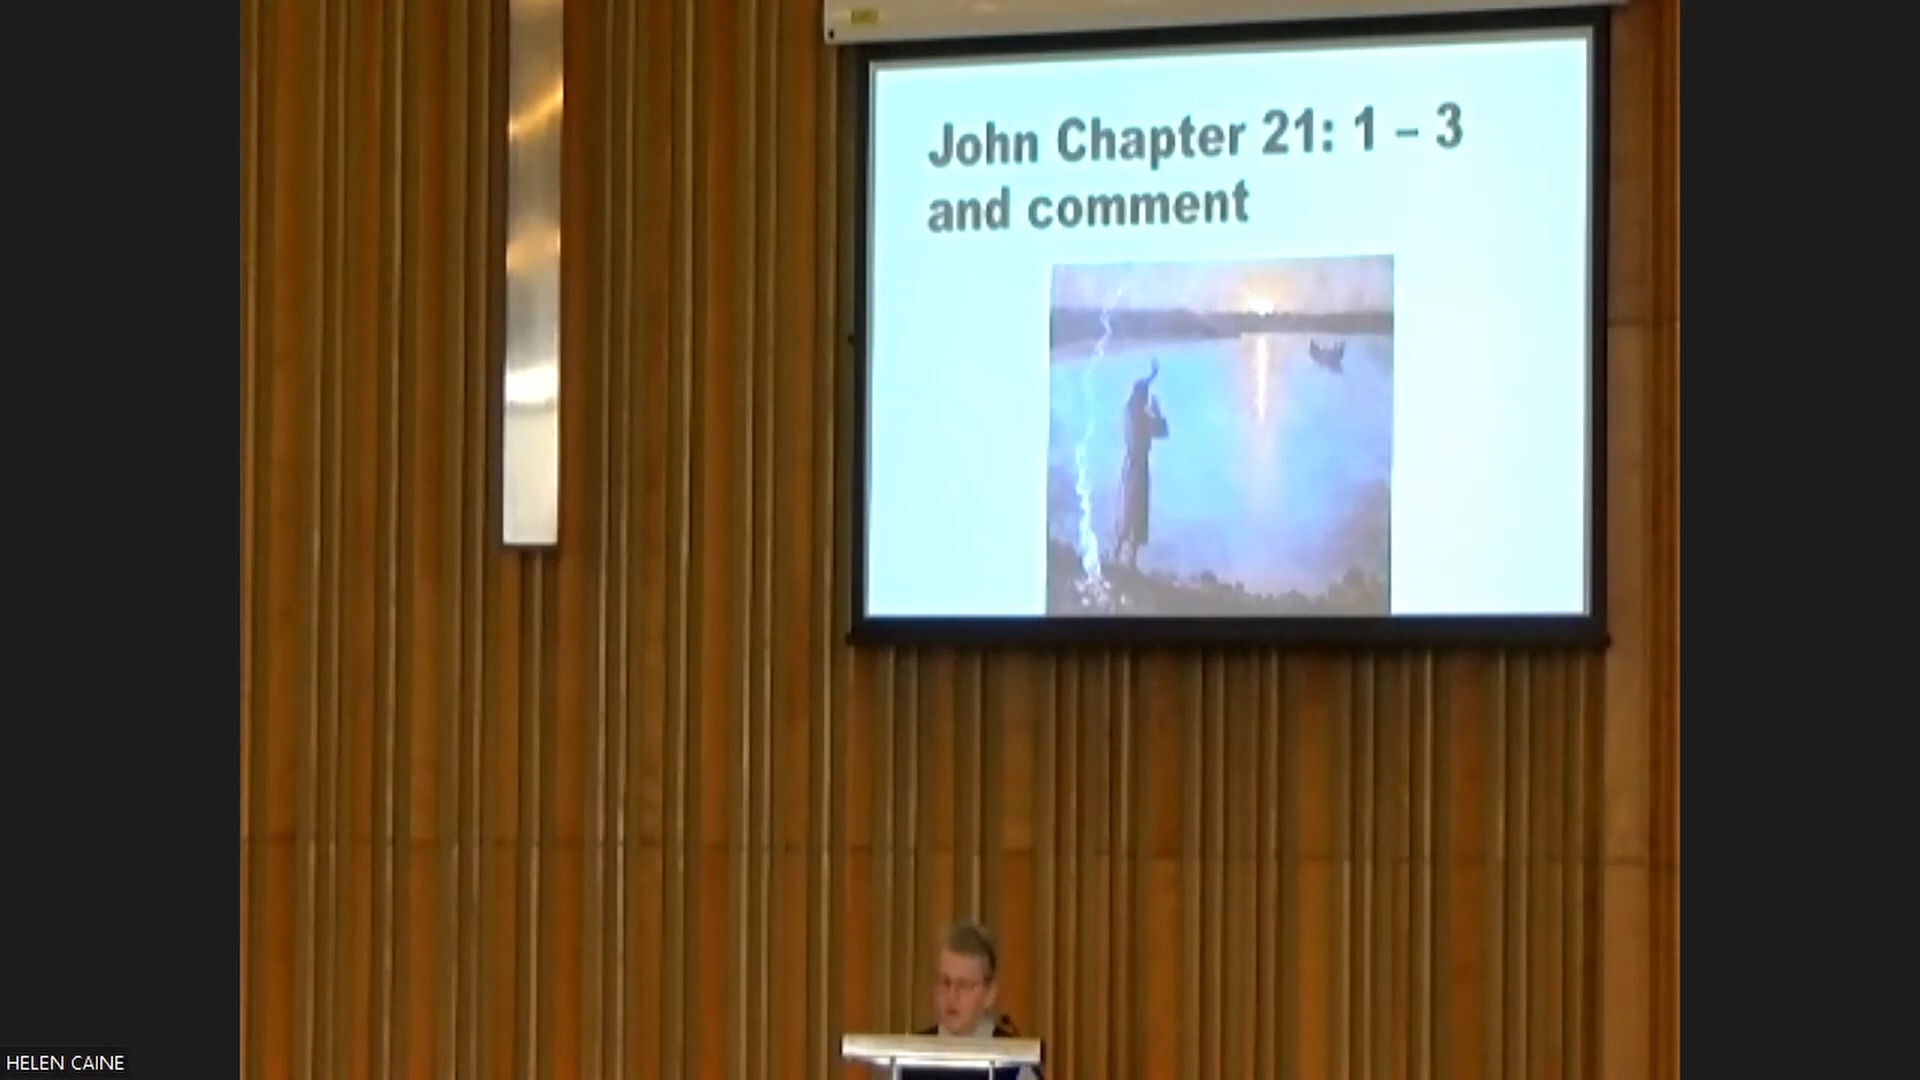 John Chapter 21: 1 – 3
and comment
HELEN CAINE